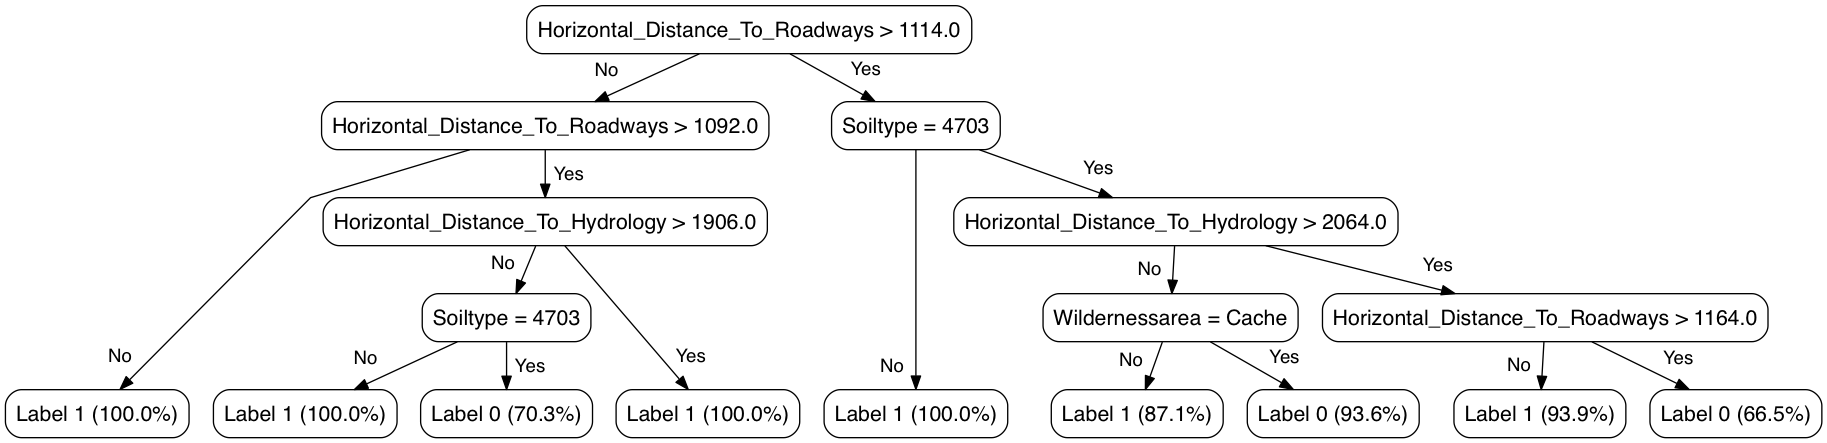 Horizontal_Distance_To_Roadways > 1114.0
No
Yes
Horizontal_Distance_To_Roadways > 1092.0
Soiltype = 4703
Yes
Yes
Horizontal_Distance_To_Hydrology > 1906.0
Horizontal_Distance_To_Hydrology > 2064.0
No
No
Yes
Soiltype = 4703
Wildernessarea = Cache
Horizontal_Distance_To_Roadways > 1164.0
No
No
Yes
Yes
No
No
Yes
No
Yes
Label 1 (100.0%)
Label 1 (100.0%)
Label 0 (70.3%)
Label 1 (100.0%)
Label 1 (100.0%)
Label 1 (87.1%)
Label 0 (93.6%)
Label 1 (93.9%)
Label 0 (66.5%)